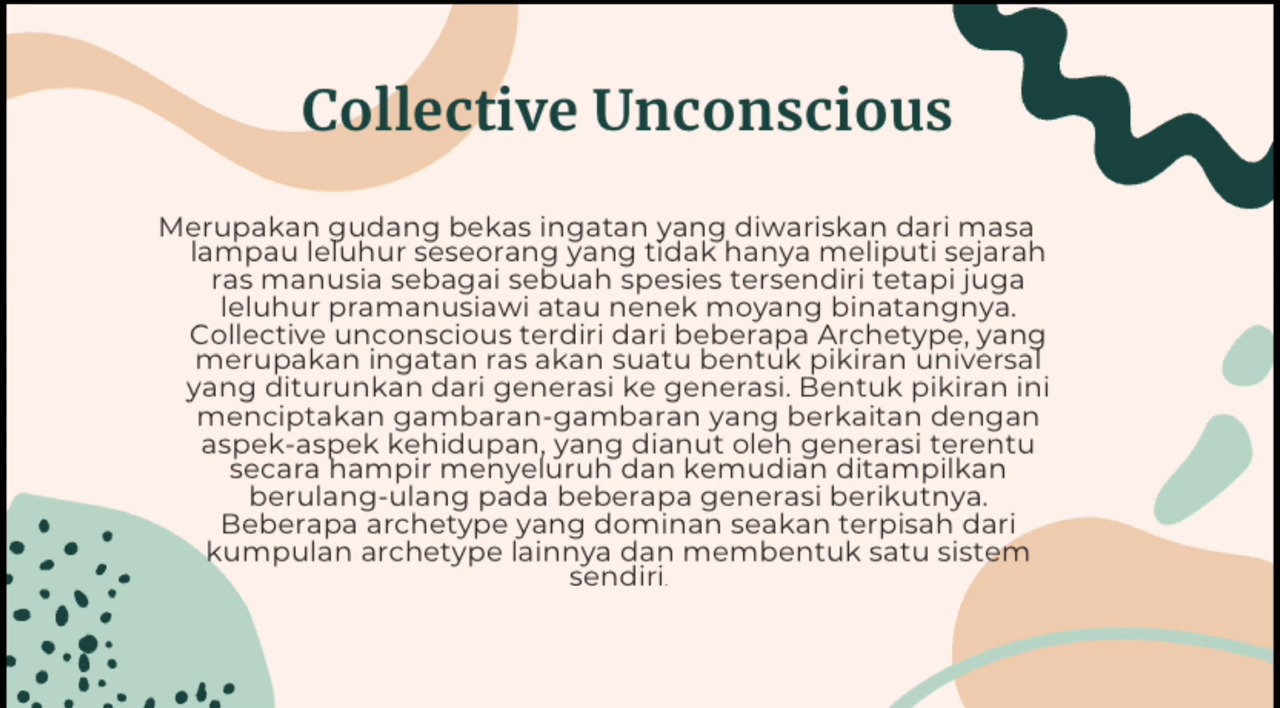 Collective Unconscious
Merupakan gudang bekas ingatan yang diwariskan dari masa
lampau leluhur seseorang yang tidak hanya meliputi sejarah
ras manusia sebagai sebuah spesies tersendiri tetapi juga
leluhur pramanusiawi atau nenek moyang binatangnya.
Collective unconscious terdiri dari beberapa Archetype, yang
merupakan ingatan ras akan suatu bentuk pikiran universal
yang diturunkan dari generasi ke generasi. Bentuk pikiran ini
menciptakan gambaran-gambaran yang berkaitan dengan
aspek-aspek kehidupan, yang dianut oleh generasi terentu
secara hampir menyeluruh dan kemudian ditampilkan
berulang-ulang pada beberapa generasi berikutnya.
Beberapa archetype yang dominan seakan terpisah dari
kumpulan archetype lainnya dan membentuk satu sistem
sendiri.